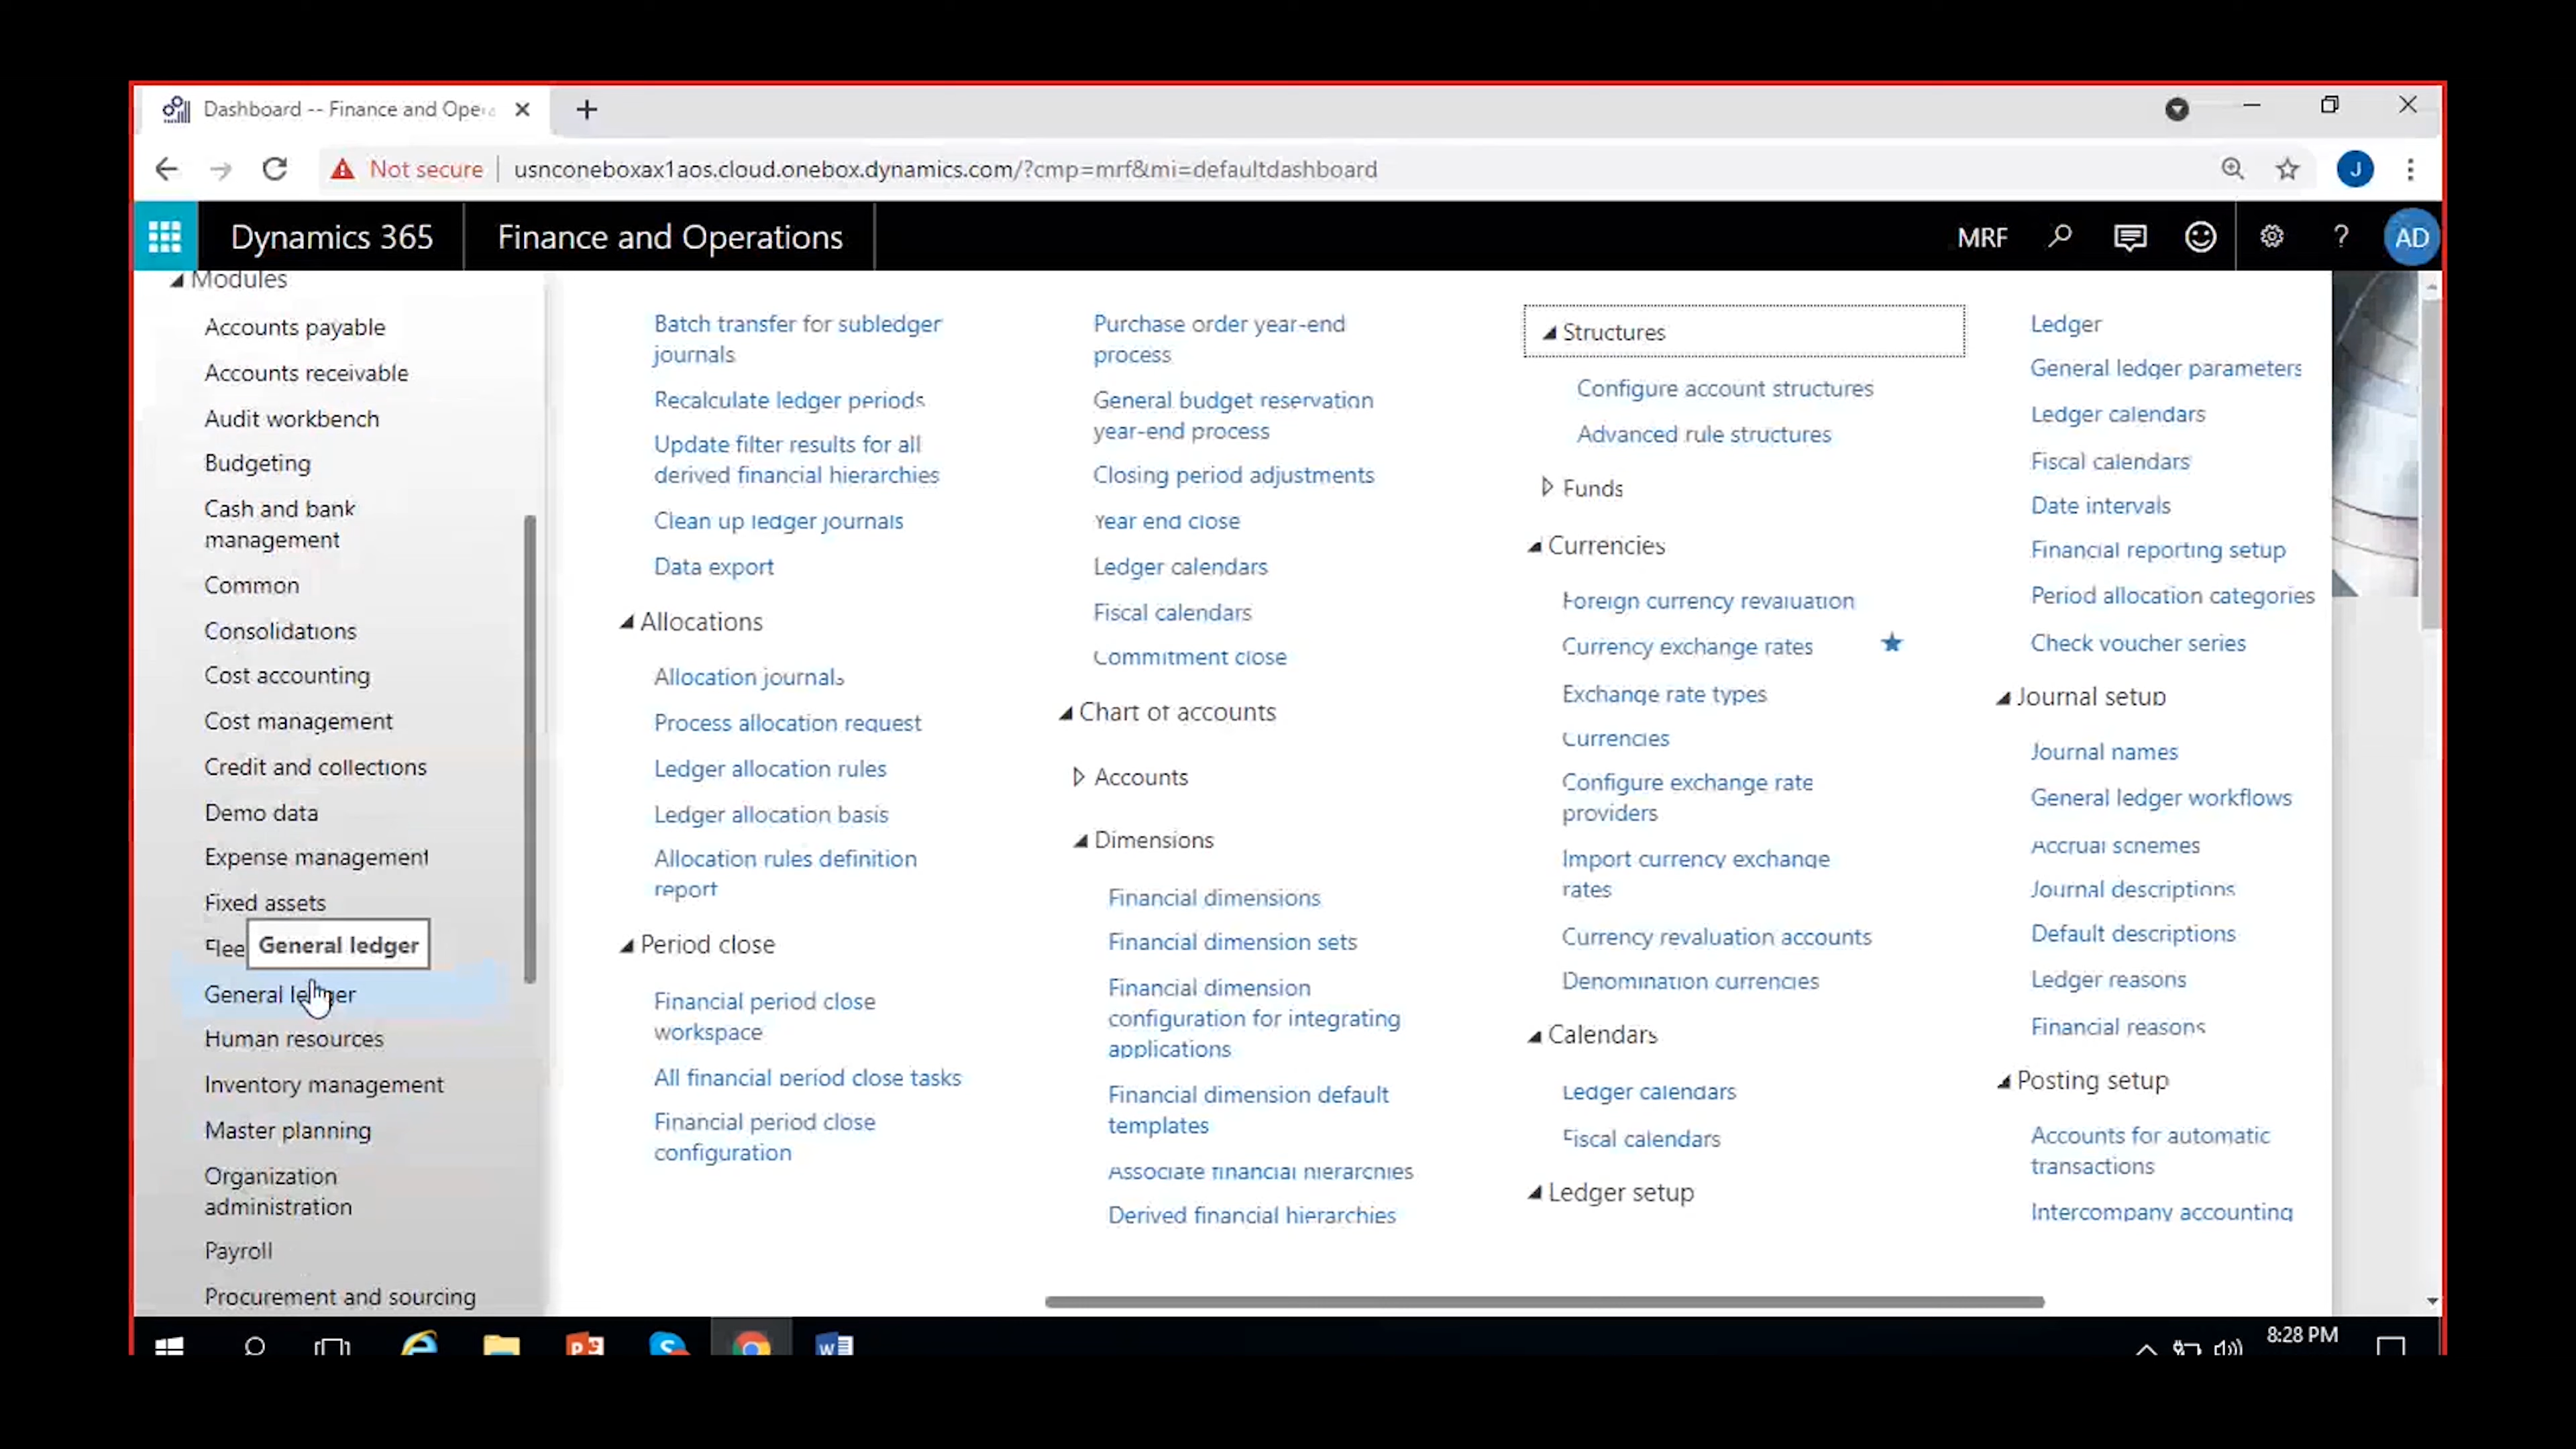 Dashboard -- Finance and Oper
Not secure
usnconeboxax1aos.cloud.onebox.dynamics.com/?cmp=mrf&mi=defaultdashboard
J
Dynamics 365
Finance and Operations
MRF
?
AD
Modules
Accounts payable
Accounts receivable
Audit workbench
Budgeting
Cash and bank
management
Common
Consolidations
Cost accounting
Cost management
Credit and collections
Demo data
Expense management
Fixed assets
Flee
General ledger
General ledger
Human resources
Inventory management
Master planning
Organization
administration
Payroll
Procurement and sourcing
Batch transfer for subledger
journals
Recalculate ledger periods
Update filter results for all
derived financial hierarchies
Clean up ledger journals
Data export
Allocations
Allocation journals
Process allocation request
Ledger allocation rules
Ledger allocation basis
Allocation rules definition
report
Period close
Financial period close
workspace
All financial period close tasks
Financial period close
configuration
Purchase order year-end
process
General budget reservation
year-end process
Closing period adjustments
Year end close
Ledger calendars
Fiscal calendars
Commitment close
Chart of accounts
Accounts
Dimensions
Financial dimensions
Financial dimension sets
Financial dimension
configuration for integrating
applications
Financial dimension default
templates
Associate financial hierarchies
Derived financial hierarchies
Structures
Configure account structures
Advanced rule structures
Funds
Currencies
Foreign currency revaluation
Currency exchange rates
Exchange rate types
Currencies
Configure exchange rate
providers
Import currency exchange
rates
Currency revaluation accounts
Denomination currencies
Calendars
Ledger calendars
Fiscal calendars
Ledger setup
Ledger
General ledger parameters
Ledger calendars
Fiscal calendars
Date intervals
Financial reporting setup
Period allocation categories
Check voucher series
Journal setup
Journal names
General ledger workflows
Accrual schemes
Journal descriptions
Default descriptions
Ledger reasons
Financial reasons
Posting setup
Accounts for automatic
transactions
Intercompany accounting
8:28 PM